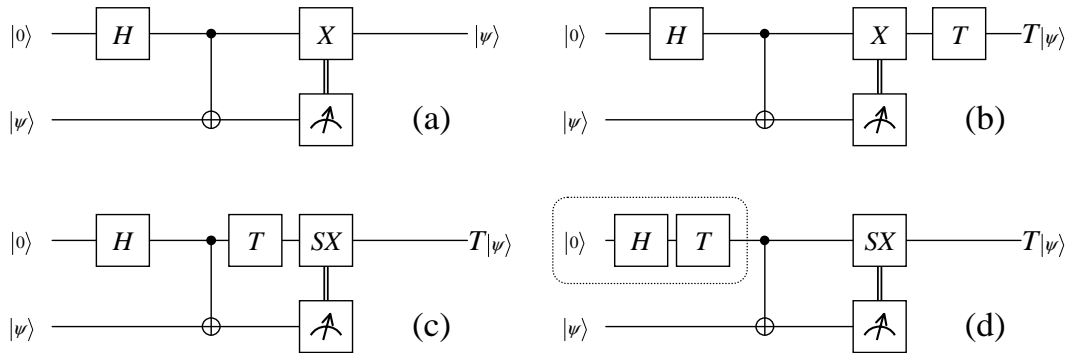 |0⟩ H X |ψ⟩
|ψ⟩ (a)
|0⟩ H X T T|ψ⟩
|ψ⟩ (b)
|0⟩ H T SX T|ψ⟩
|ψ⟩ (c)
|0⟩ H T SX T|ψ⟩
|ψ⟩ (d)